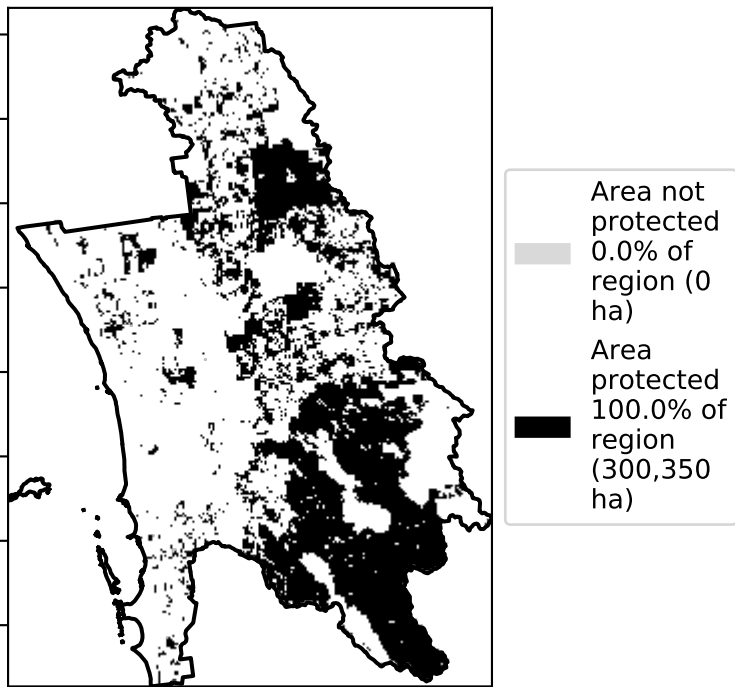 Area not
protected
0.0% of
region (0
ha)
Area
protected
100.0% of
region
(300,350
ha)